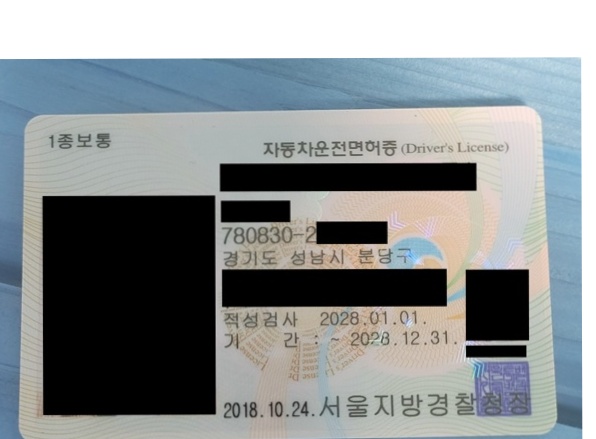 1종보통
자동차운전면허증 (Driver's License)
780830-2
경기도 성남시 분당구
적성검사 2028.01.01.
기 간 : ~ 2028.12.31.
2018.10.24. 서울지방경찰청장